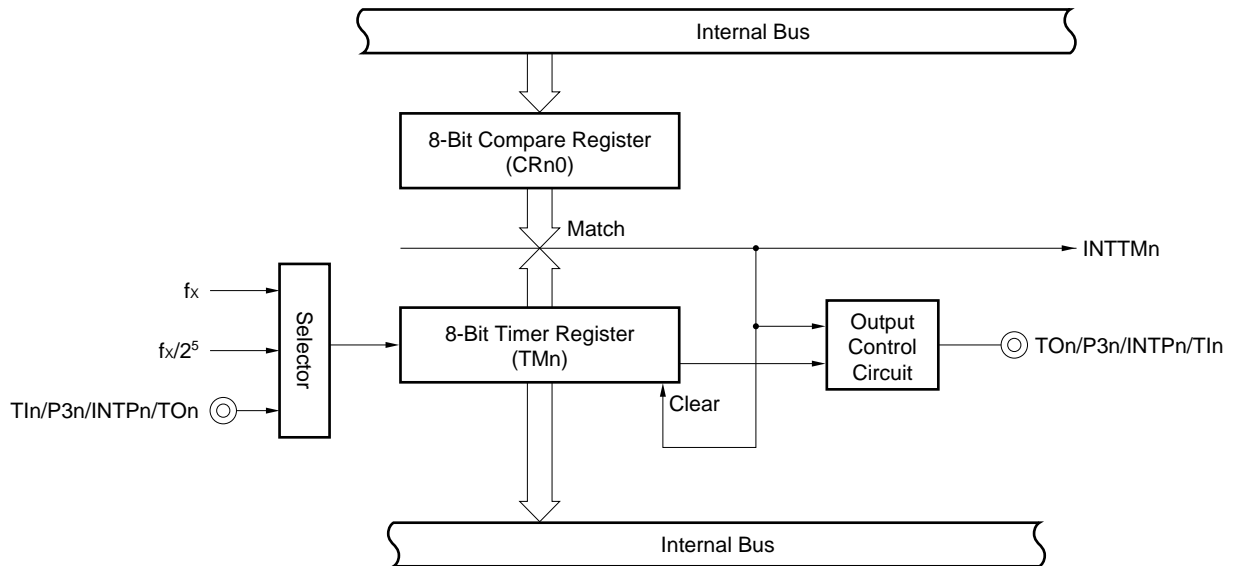 Internal Bus
8-Bit Compare Register
(CRn0)
Match
INTTMn
fX
fX/2⁵
TIn/P3n/INTPn/TOn
Selector
8-Bit Timer Register
(TMn)
Clear
Output
Control
Circuit
TOn/P3n/INTPn/TIn
Internal Bus